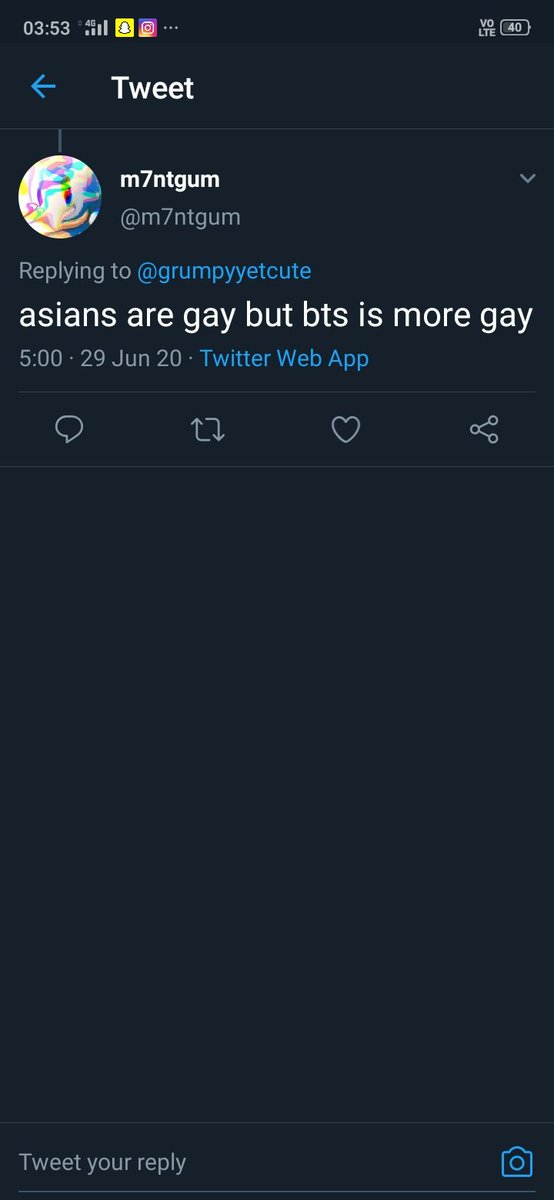 03:53 4G ... VO LTE 40
Tweet
m7ntgum
@m7ntgum
Replying to @grumpyyetcute
asians are gay but bts is more gay
5:00 · 29 Jun 20 · Twitter Web App
Tweet your reply